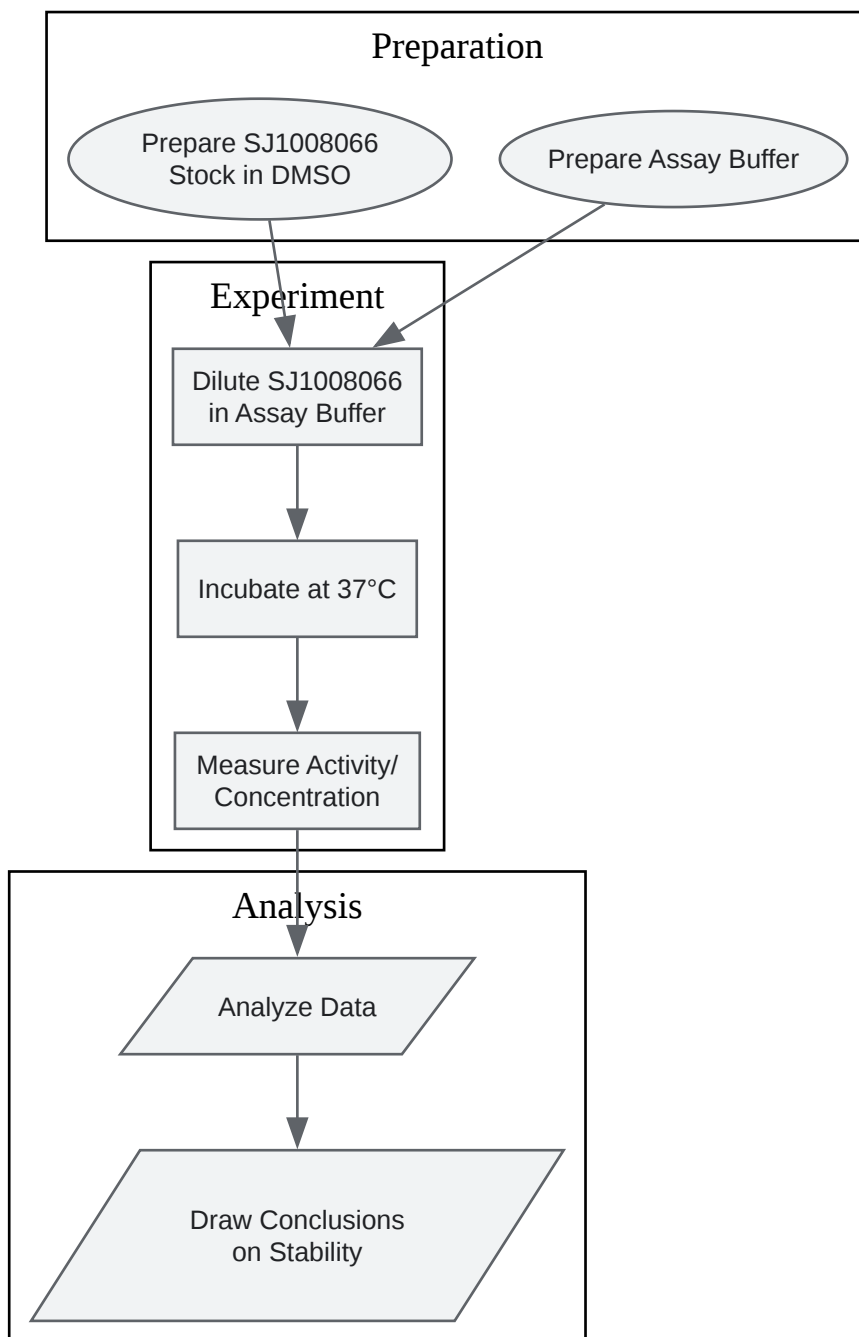 Preparation
Prepare SJ1008066
Stock in DMSO
Prepare Assay Buffer
Experiment
Dilute SJ1008066
in Assay Buffer
Incubate at 37°C
Measure Activity/
Concentration
Analysis
Analyze Data
Draw Conclusions
on Stability